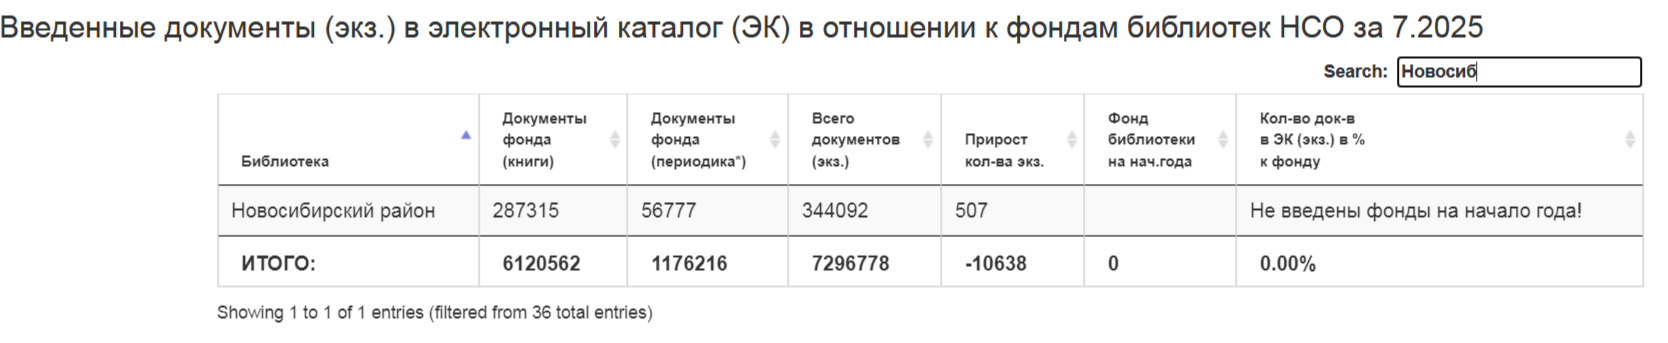 Введенные документы (экз.) в электронный каталог (ЭК) в отношении к фондам библиотек НСО за 7.2025
Search: Новосиб
Библиотека
Документы
фонда
(книги)
Документы
фонда
(периодика*)
Всего
документов
(экз.)
Прирост
кол-ва экз.
Фонд
библиотеки
на нач.года
Кол-во док-в
в ЭК (экз.) в %
к фонду
Новосибирский район 287315 56777 344092 507 Не введены фонды на начало года!
ИТОГО: 6120562 1176216 7296778 -10638 0 0.00%
Showing 1 to 1 of 1 entries (filtered from 36 total entries)